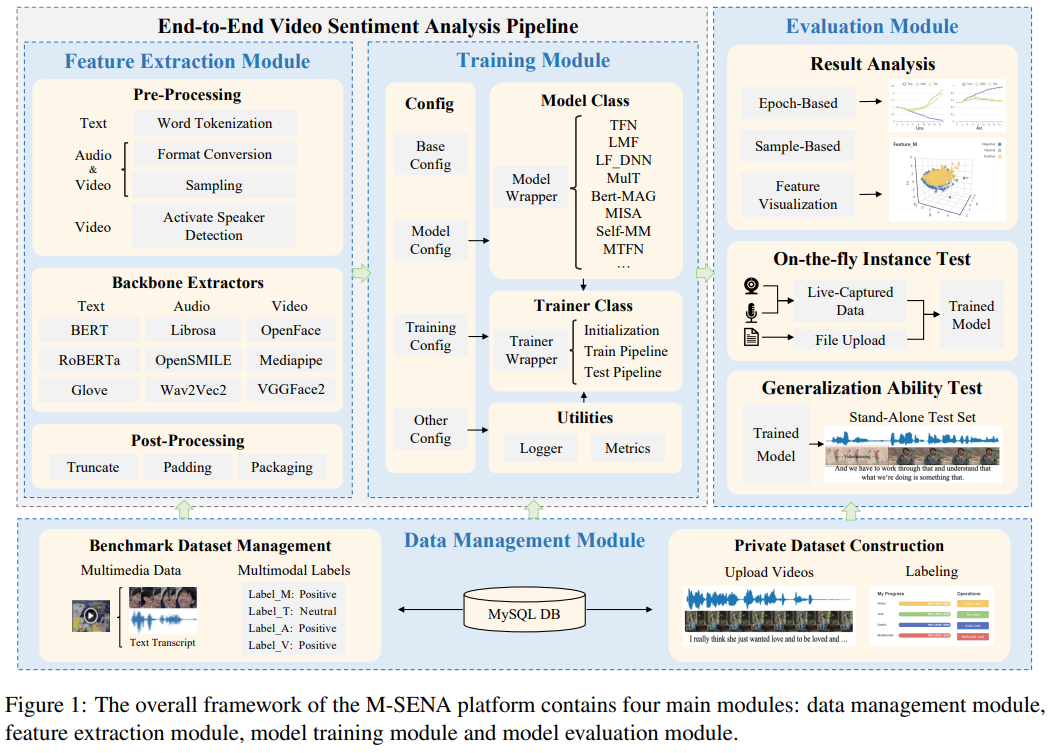 End-to-End Video Sentiment Analysis Pipeline
Feature Extraction Module
Pre-Processing
Text
Word Tokenization
Audio
&
Video
Format Conversion
Sampling
Video
Activate Speaker
Detection
Backbone Extractors
Text Audio Video
BERT Librosa OpenFace
RoBERTa OpenSMILE Mediapipe
Glove Wav2Vec2 VGGFace2
Post-Processing
Truncate Padding Packaging
Training Module
Config
Base
Config
Model
Config
Training
Config
Other
Config
Model Class
Model
Wrapper
TFN
LMF
LF_DNN
MulT
Bert-MAG
MISA
Self-MM
MTFN
...
Trainer Class
Trainer
Wrapper
Initialization
Train Pipeline
Test Pipeline
Utilities
Logger Metrics
Evaluation Module
Result Analysis
Epoch-Based
Loss Acc
Sample-Based
Feature
Visualization
Feature_M
Negative
Neutral
Positive
On-the-fly Instance Test
Live-Captured
Data
File Upload
Trained
Model
Generalization Ability Test
Trained
Model
Stand-Alone Test Set
And we have to work through that and understand that
what we're doing is something that.
Data Management Module
Benchmark Dataset Management
Multimedia Data
Text Transcript
Multimodal Labels
Label_M: Positive
Label_T: Neutral
Label_A: Positive
Label_V: Positive
MySQL DB
Private Dataset Construction
Upload Videos
I really think she just wanted love and to be loved and ...
Labeling
My Progress Operations
Figure 1: The overall framework of the M-SENA platform contains four main modules: data management module,
feature extraction module, model training module and model evaluation module.